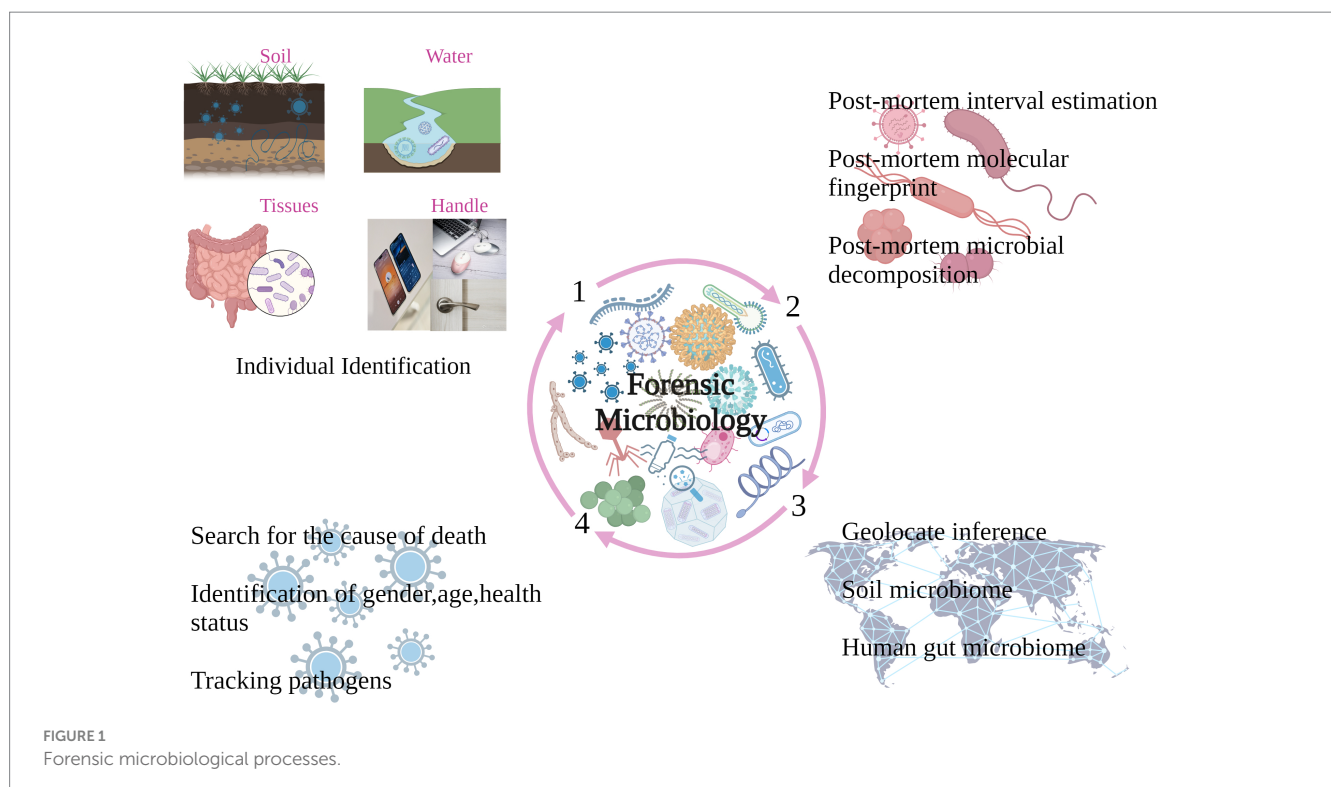 Soil
Water
Tissues
Handle
Individual Identification
Post-mortem interval estimation
Post-mortem molecular
fingerprint
Post-mortem microbial
decomposition
1
2
Forensic
Microbiology
3
4
Search for the cause of death
Identification of gender,age,health
status
Tracking pathogens
Geolocate inference
Soil microbiome
Human gut microbiome
FIGURE 1
Forensic microbiological processes.